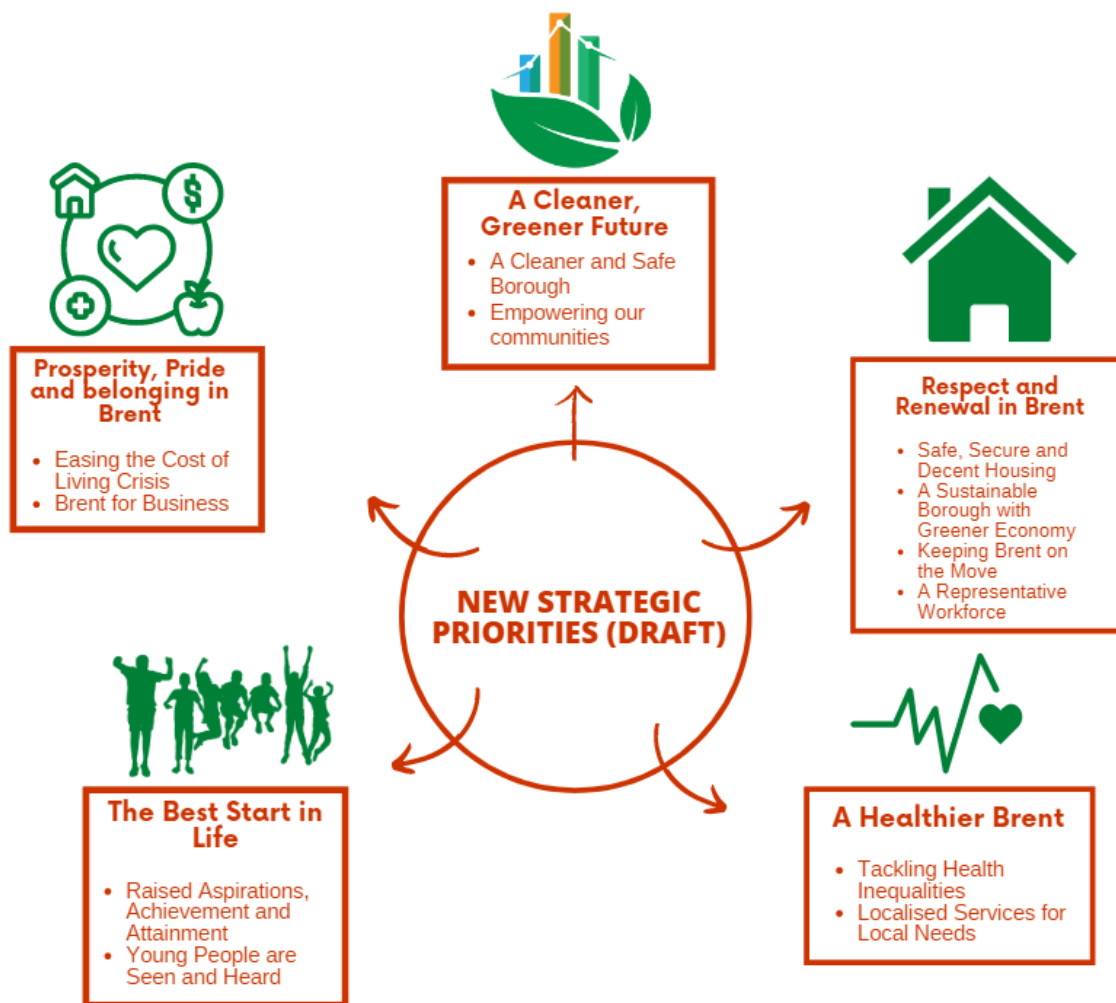 A Cleaner,
Greener Future
• A Cleaner and Safe
Borough
• Empowering our
communities
Prosperity, Pride
and belonging in
Brent
• Easing the Cost of
Living Crisis
• Brent for Business
Respect and
Renewal in Brent
• Safe, Secure and
Decent Housing
• A Sustainable
Borough with
Greener Economy
• Keeping Brent on
the Move
• A Representative
Workforce
NEW STRATEGIC
PRIORITIES (DRAFT)
The Best Start in
Life
• Raised Aspirations,
Achievement and
Attainment
• Young People are
Seen and Heard
A Healthier Brent
• Tackling Health
Inequalities
• Localised Services for
Local Needs
$